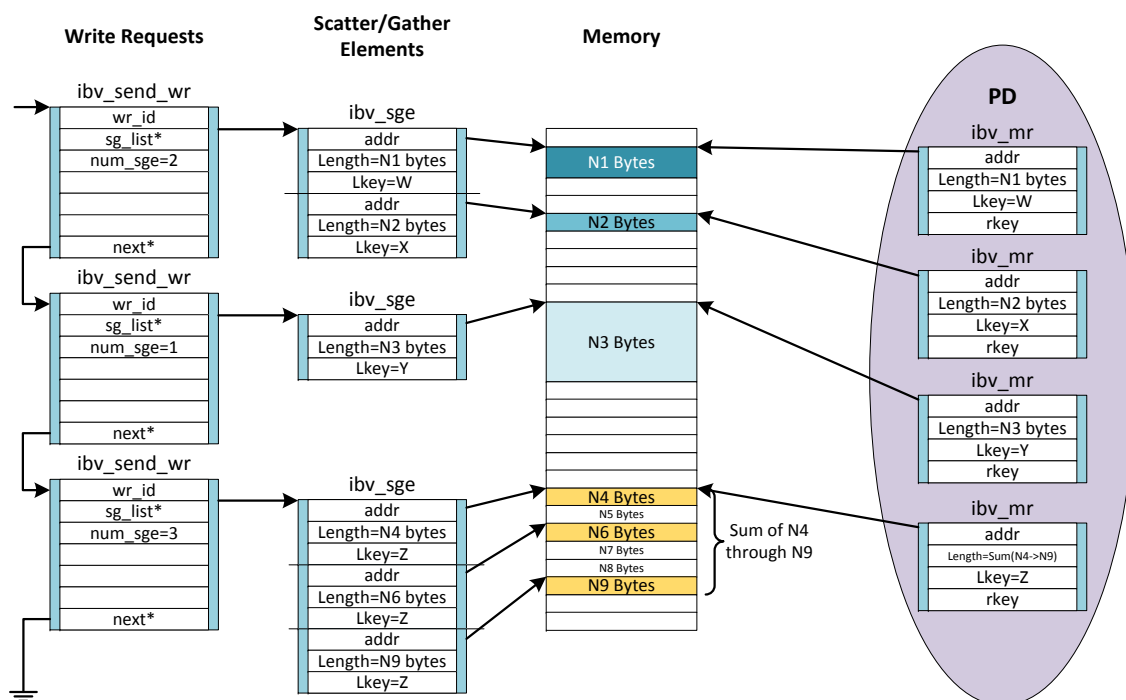 Write Requests
Scatter/Gather
Elements
Memory
ibv_send_wr
wr_id
sg_list*
num_sge=2
next*
ibv_send_wr
wr_id
sg_list*
num_sge=1
next*
ibv_send_wr
wr_id
sg_list*
num_sge=3
next*
ibv_sge
addr
Length=N1 bytes
Lkey=W
addr
Length=N2 bytes
Lkey=X
ibv_sge
addr
Length=N3 bytes
Lkey=Y
ibv_sge
addr
Length=N4 bytes
Lkey=Z
addr
Length=N6 bytes
Lkey=Z
addr
Length=N9 bytes
Lkey=Z
N1 Bytes
N2 Bytes
N3 Bytes
N4 Bytes
N5 Bytes
N6 Bytes
N7 Bytes
N8 Bytes
N9 Bytes
Sum of N4
through N9
PD
ibv_mr
addr
Length=N1 bytes
Lkey=W
rkey
ibv_mr
addr
Length=N2 bytes
Lkey=X
rkey
ibv_mr
addr
Length=N3 bytes
Lkey=Y
rkey
ibv_mr
addr
Length=Sum(N4->N9)
Lkey=Z
rkey